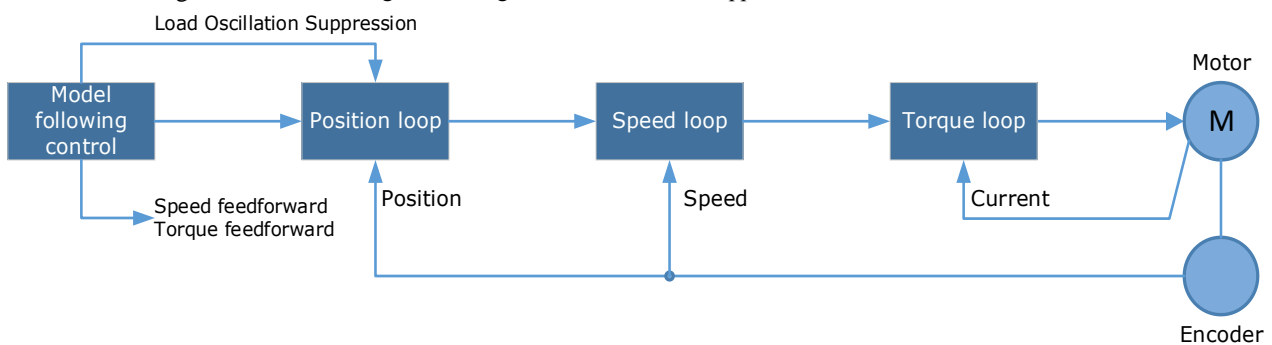 Load Oscillation Suppression
Motor
Model
following
control
Position loop
Speed loop
Torque loop
M
Position
Speed
Current
Speed feedforward
Torque feedforward
Encoder